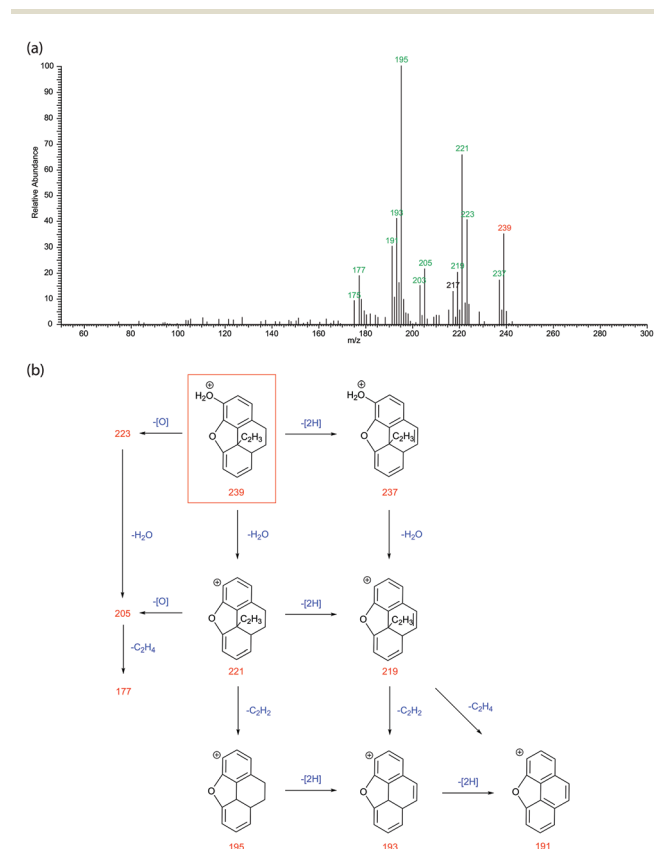 (a)
100
90
80
70
60
50
40
30
20
10
0
Relative Abundance
195
221
193
223
239
191
205
219
237
177
203
217
175
60 80 100 120 140 160 180 200 220 240 260 280 300
m/z
(b)
⊕ ⊕
H₂O H₂O
223 -[O] O C₂H₃ -[2H] O C₂H₃
239 237
-H₂O -H₂O -H₂O
⊕ ⊕
205 -[O] O C₂H₃ -[2H] O C₂H₃
-C₂H₄
221 219
177 -C₂H₂ -C₂H₂ -C₂H₄
⊕ ⊕ ⊕
O -[2H] O -[2H] O
195 193 191